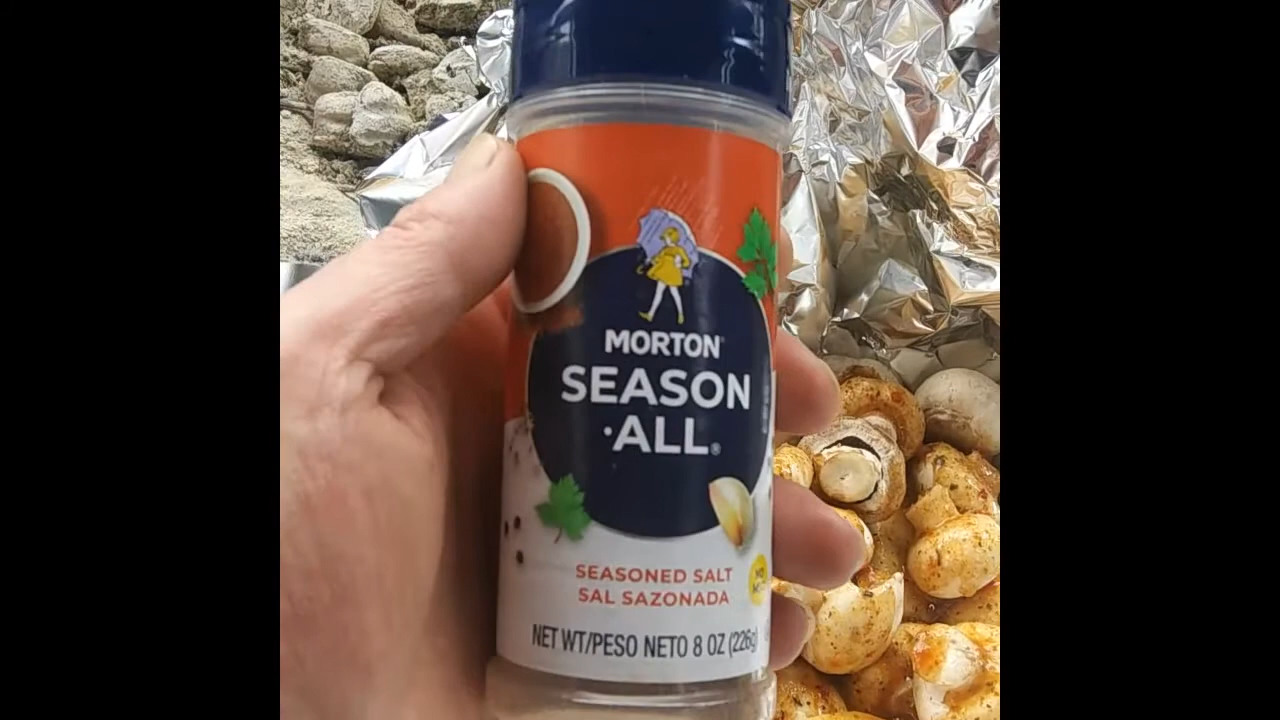 MORTON
SEASON
·ALL®
SEASONED SALT
SAL SAZONADA
NET WT/PESO NETO 8 OZ (226g)